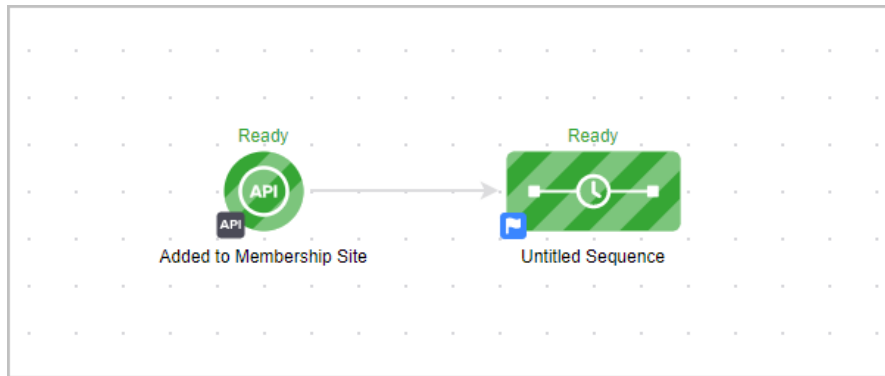 Ready
Ready
API
API
Added to Membership Site
Untitled Sequence